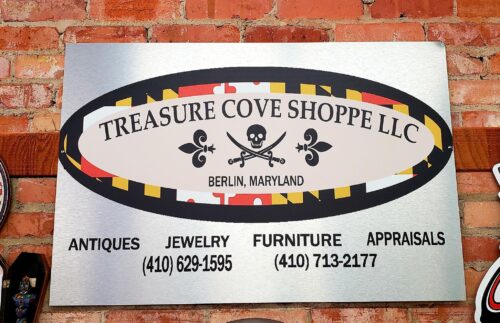 TREASURE COVE SHOPPE LLC
BERLIN, MARYLAND
ANTIQUES JEWELRY FURNITURE APPRAISALS
(410) 629-1595 (410) 713-2177